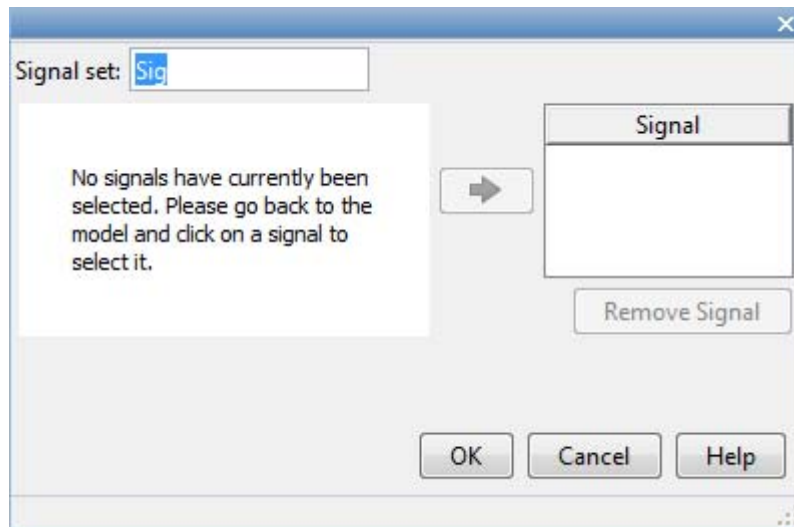 Signal set: Sig
Signal
No signals have currently been
selected. Please go back to the
model and click on a signal to
select it.
Remove Signal
OK Cancel Help